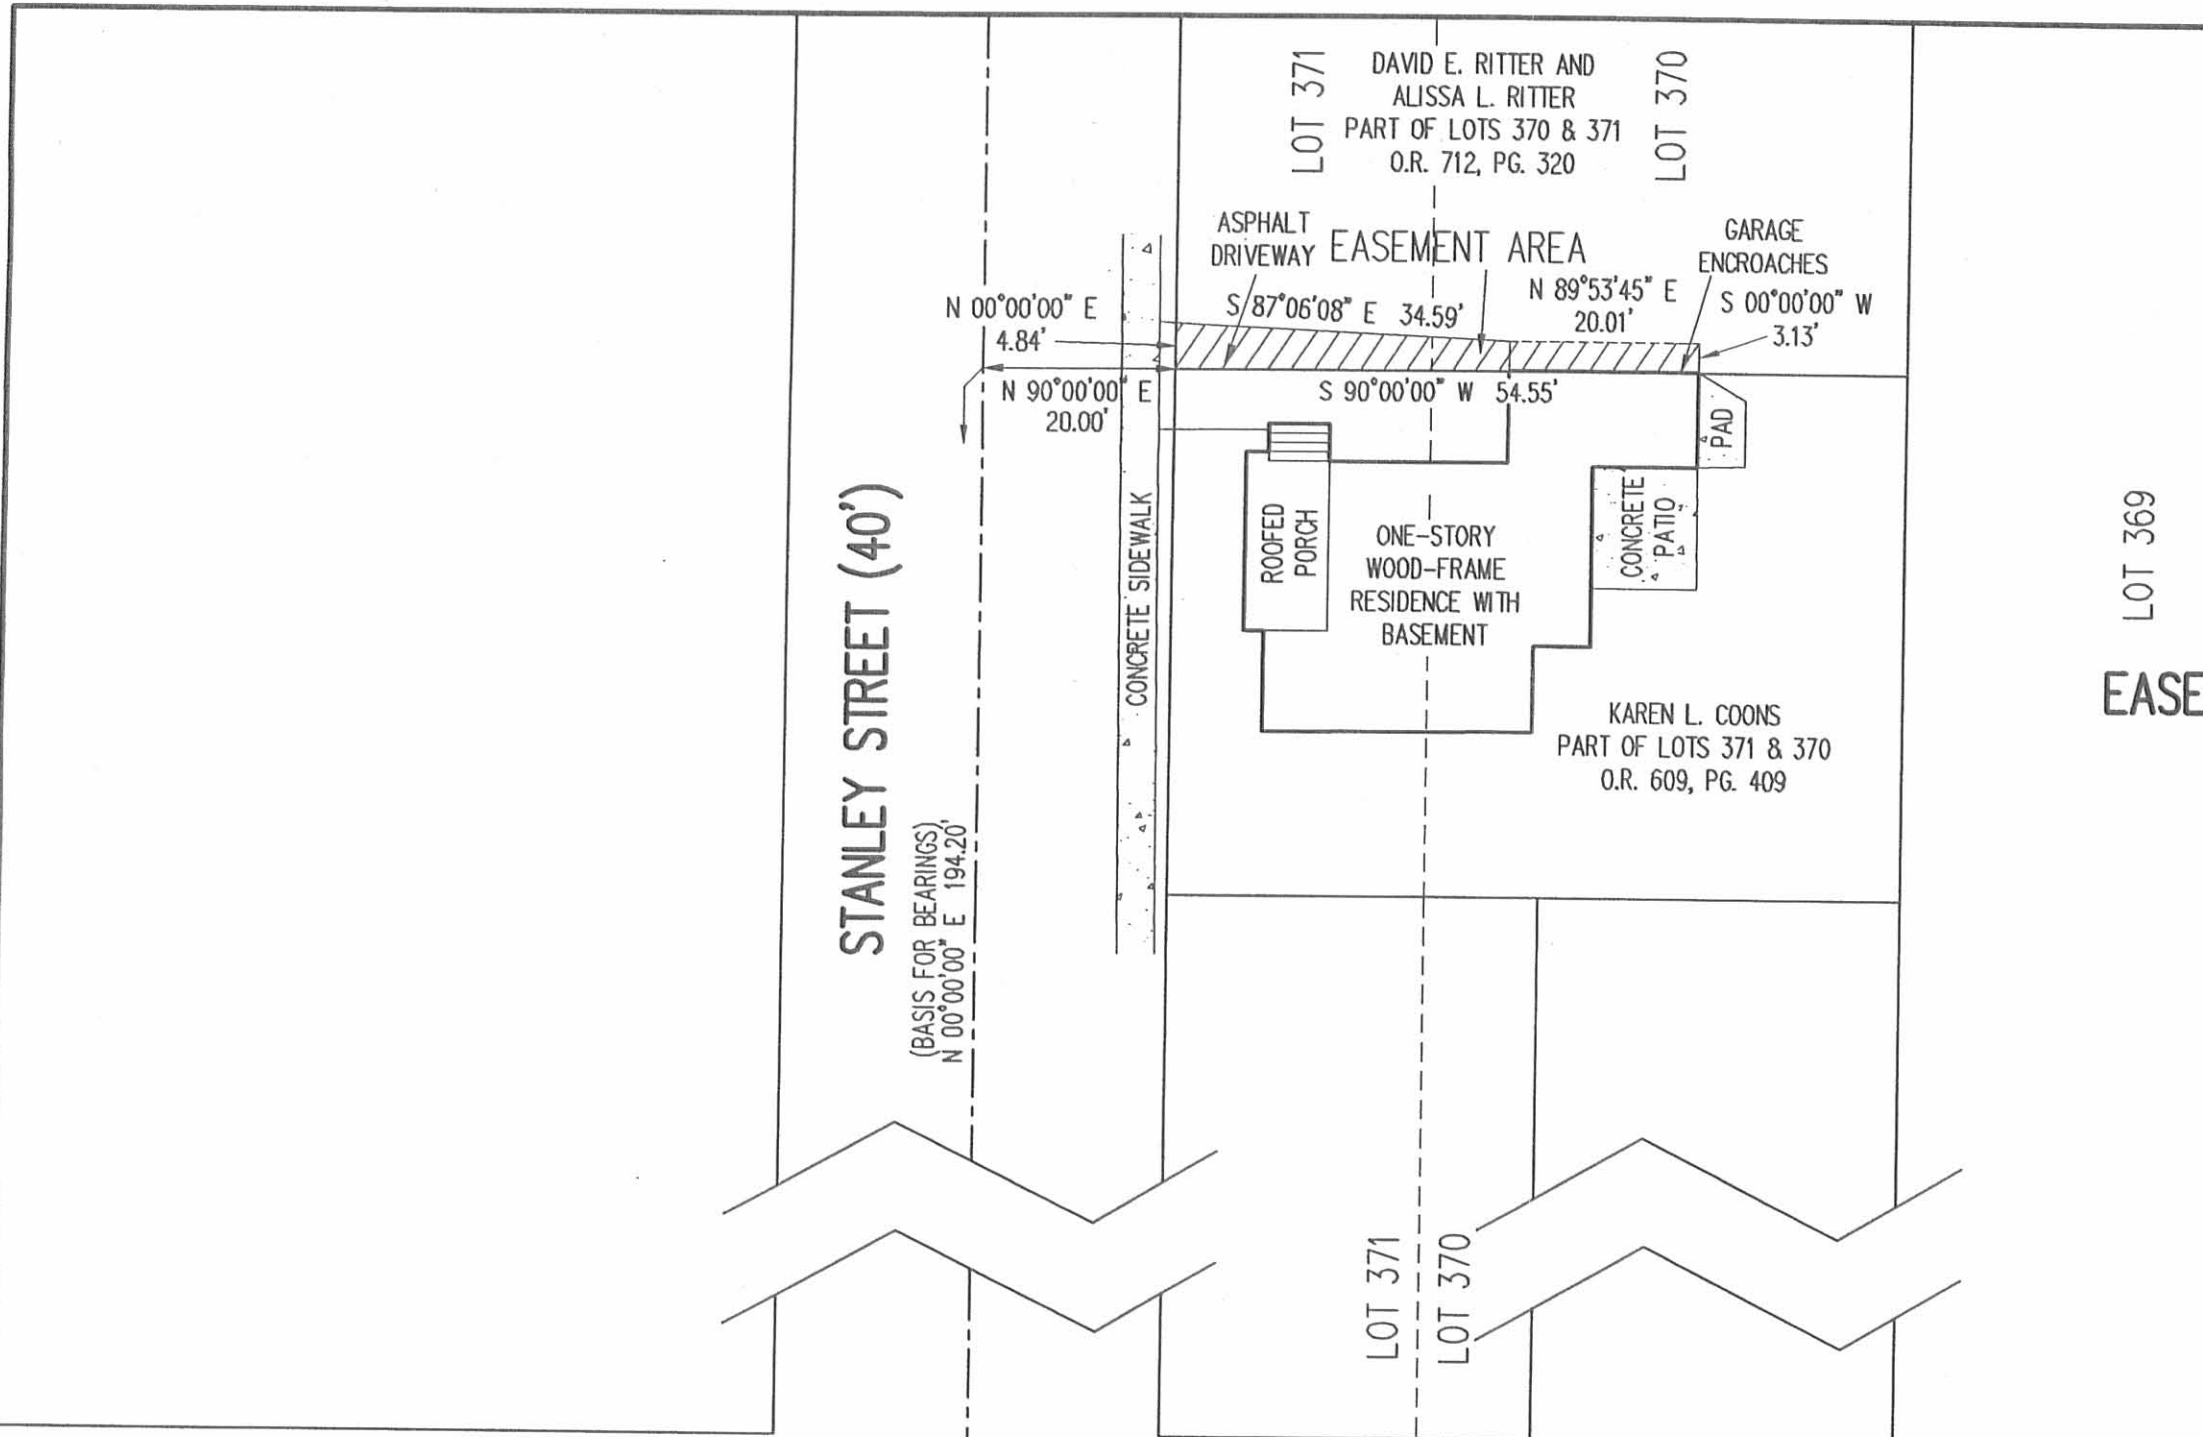 LOT 371
DAVID E. RITTER AND
ALISSA L. RITTER
PART OF LOTS 370 & 371
O.R. 712, PG. 320
LOT 370
ASPHALT
DRIVEWAY
EASEMENT AREA
GARAGE
ENCROACHES
N 00°00'00" E
4.84'
S 87°06'08" E 34.59'
N 89°53'45" E
20.01'
S 00°00'00" W
3.13'
N 90°00'00" E
20.00'
S 90°00'00" W 54.55'
PAD
STANLEY STREET (40')
CONCRETE SIDEWALK
ROOFED
PORCH
ONE-STORY
WOOD-FRAME
RESIDENCE WITH
BASEMENT
CONCRETE
PATIO
LOT 369
EASE
KAREN L. COONS
PART OF LOTS 371 & 370
O.R. 609, PG. 409
(BASIS FOR BEARINGS)
N 00°00'00" E 194.20'
LOT 371
LOT 370